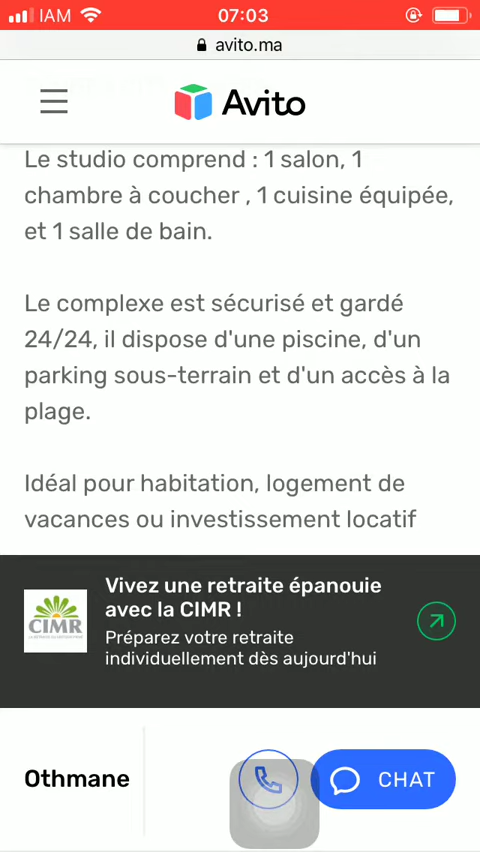 IAM 07:03
avito.ma
Avito
Le studio comprend : 1 salon, 1
chambre à coucher , 1 cuisine équipée,
et 1 salle de bain.
Le complexe est sécurisé et gardé
24/24, il dispose d'une piscine, d'un
parking sous-terrain et d'un accès à la
plage.
Idéal pour habitation, logement de
vacances ou investissement locatif
CIMR
Vivez une retraite épanouie
avec la CIMR !
Préparez votre retraite
individuellement dès aujourd'hui
Othmane
CHAT